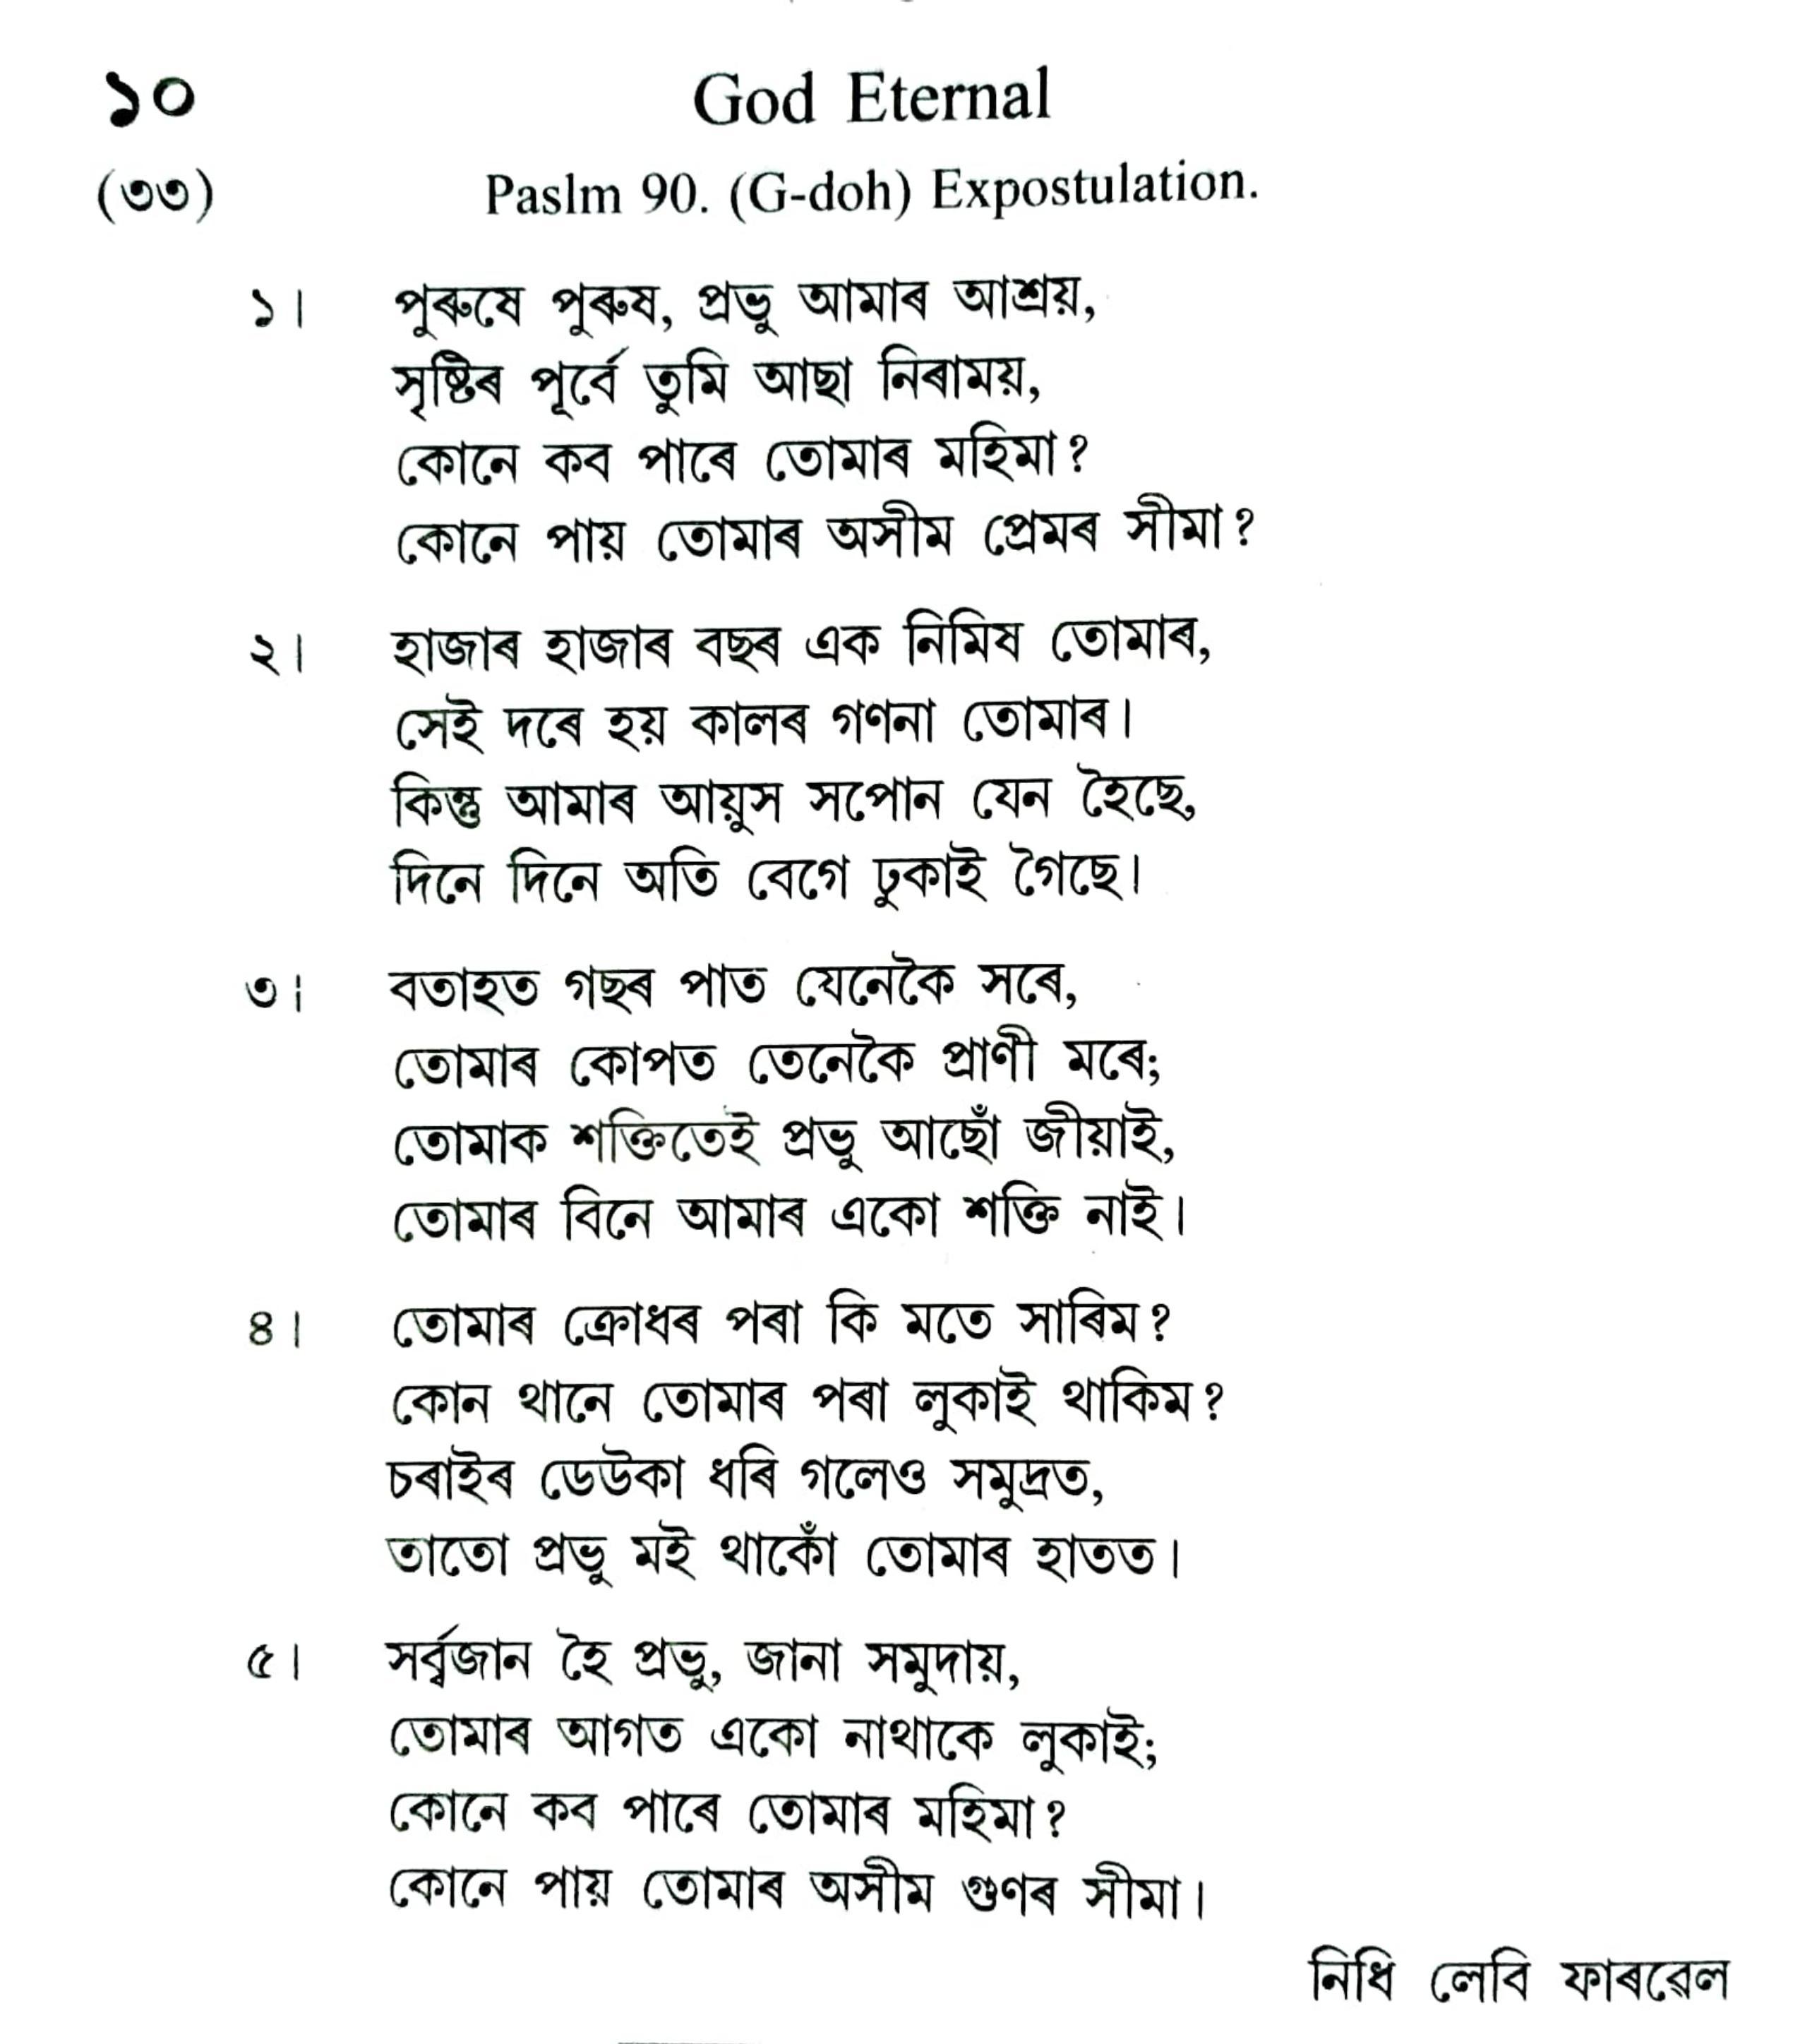 ১০ God Eternal
(৩৩) Paslm 90. (G-doh) Expostulation.
১। পুৰুষে পুৰুষ, প্ৰভু আমাৰ আশ্ৰয়,
সৃষ্টিৰ পূৰ্বে তুমি আছা নিৰাময়,
কোনে কব পাৰে তোমাৰ মহিমা?
কোনে পায় তোমাৰ অসীম প্ৰেমৰ সীমা?
২। হাজাৰ হাজাৰ বছৰ এক নিমিষ তোমাৰ,
সেই দৰে হয় কালৰ গণনা তোমাৰ।
কিন্তু আমাৰ আয়ুস সপোন যেন হৈছে,
দিনে দিনে অতি বেগে ঢুকাই গৈছে।
৩। বতাহত গছৰ পাত যেনেকৈ সৰে,
তোমাৰ কোপত তেনেকৈ প্ৰাণী মৰে;
তোমাক শক্তিতেই প্ৰভু আছোঁ জীয়াই,
তোমাৰ বিনে আমাৰ একো শক্তি নাই।
৪। তোমাৰ ক্ৰোধৰ পৰা কি মতে সাৰিম?
কোন থানে তোমাৰ পৰা লুকাই থাকিম?
চৰাইৰ ডেউকা ধৰি গলেও সমুদ্ৰত,
তাতো প্ৰভু মই থাকোঁ তোমাৰ হাতত।
৫। সৰ্ব্বজান হৈ প্ৰভু, জানা সমুদায়,
তোমাৰ আগত একো নাথাকে লুকাই;
কোনে কব পাৰে তোমাৰ মহিমা?
কোনে পায় তোমাৰ অসীম গুণৰ সীমা।
নিধি লেবি ফাৰৱেল